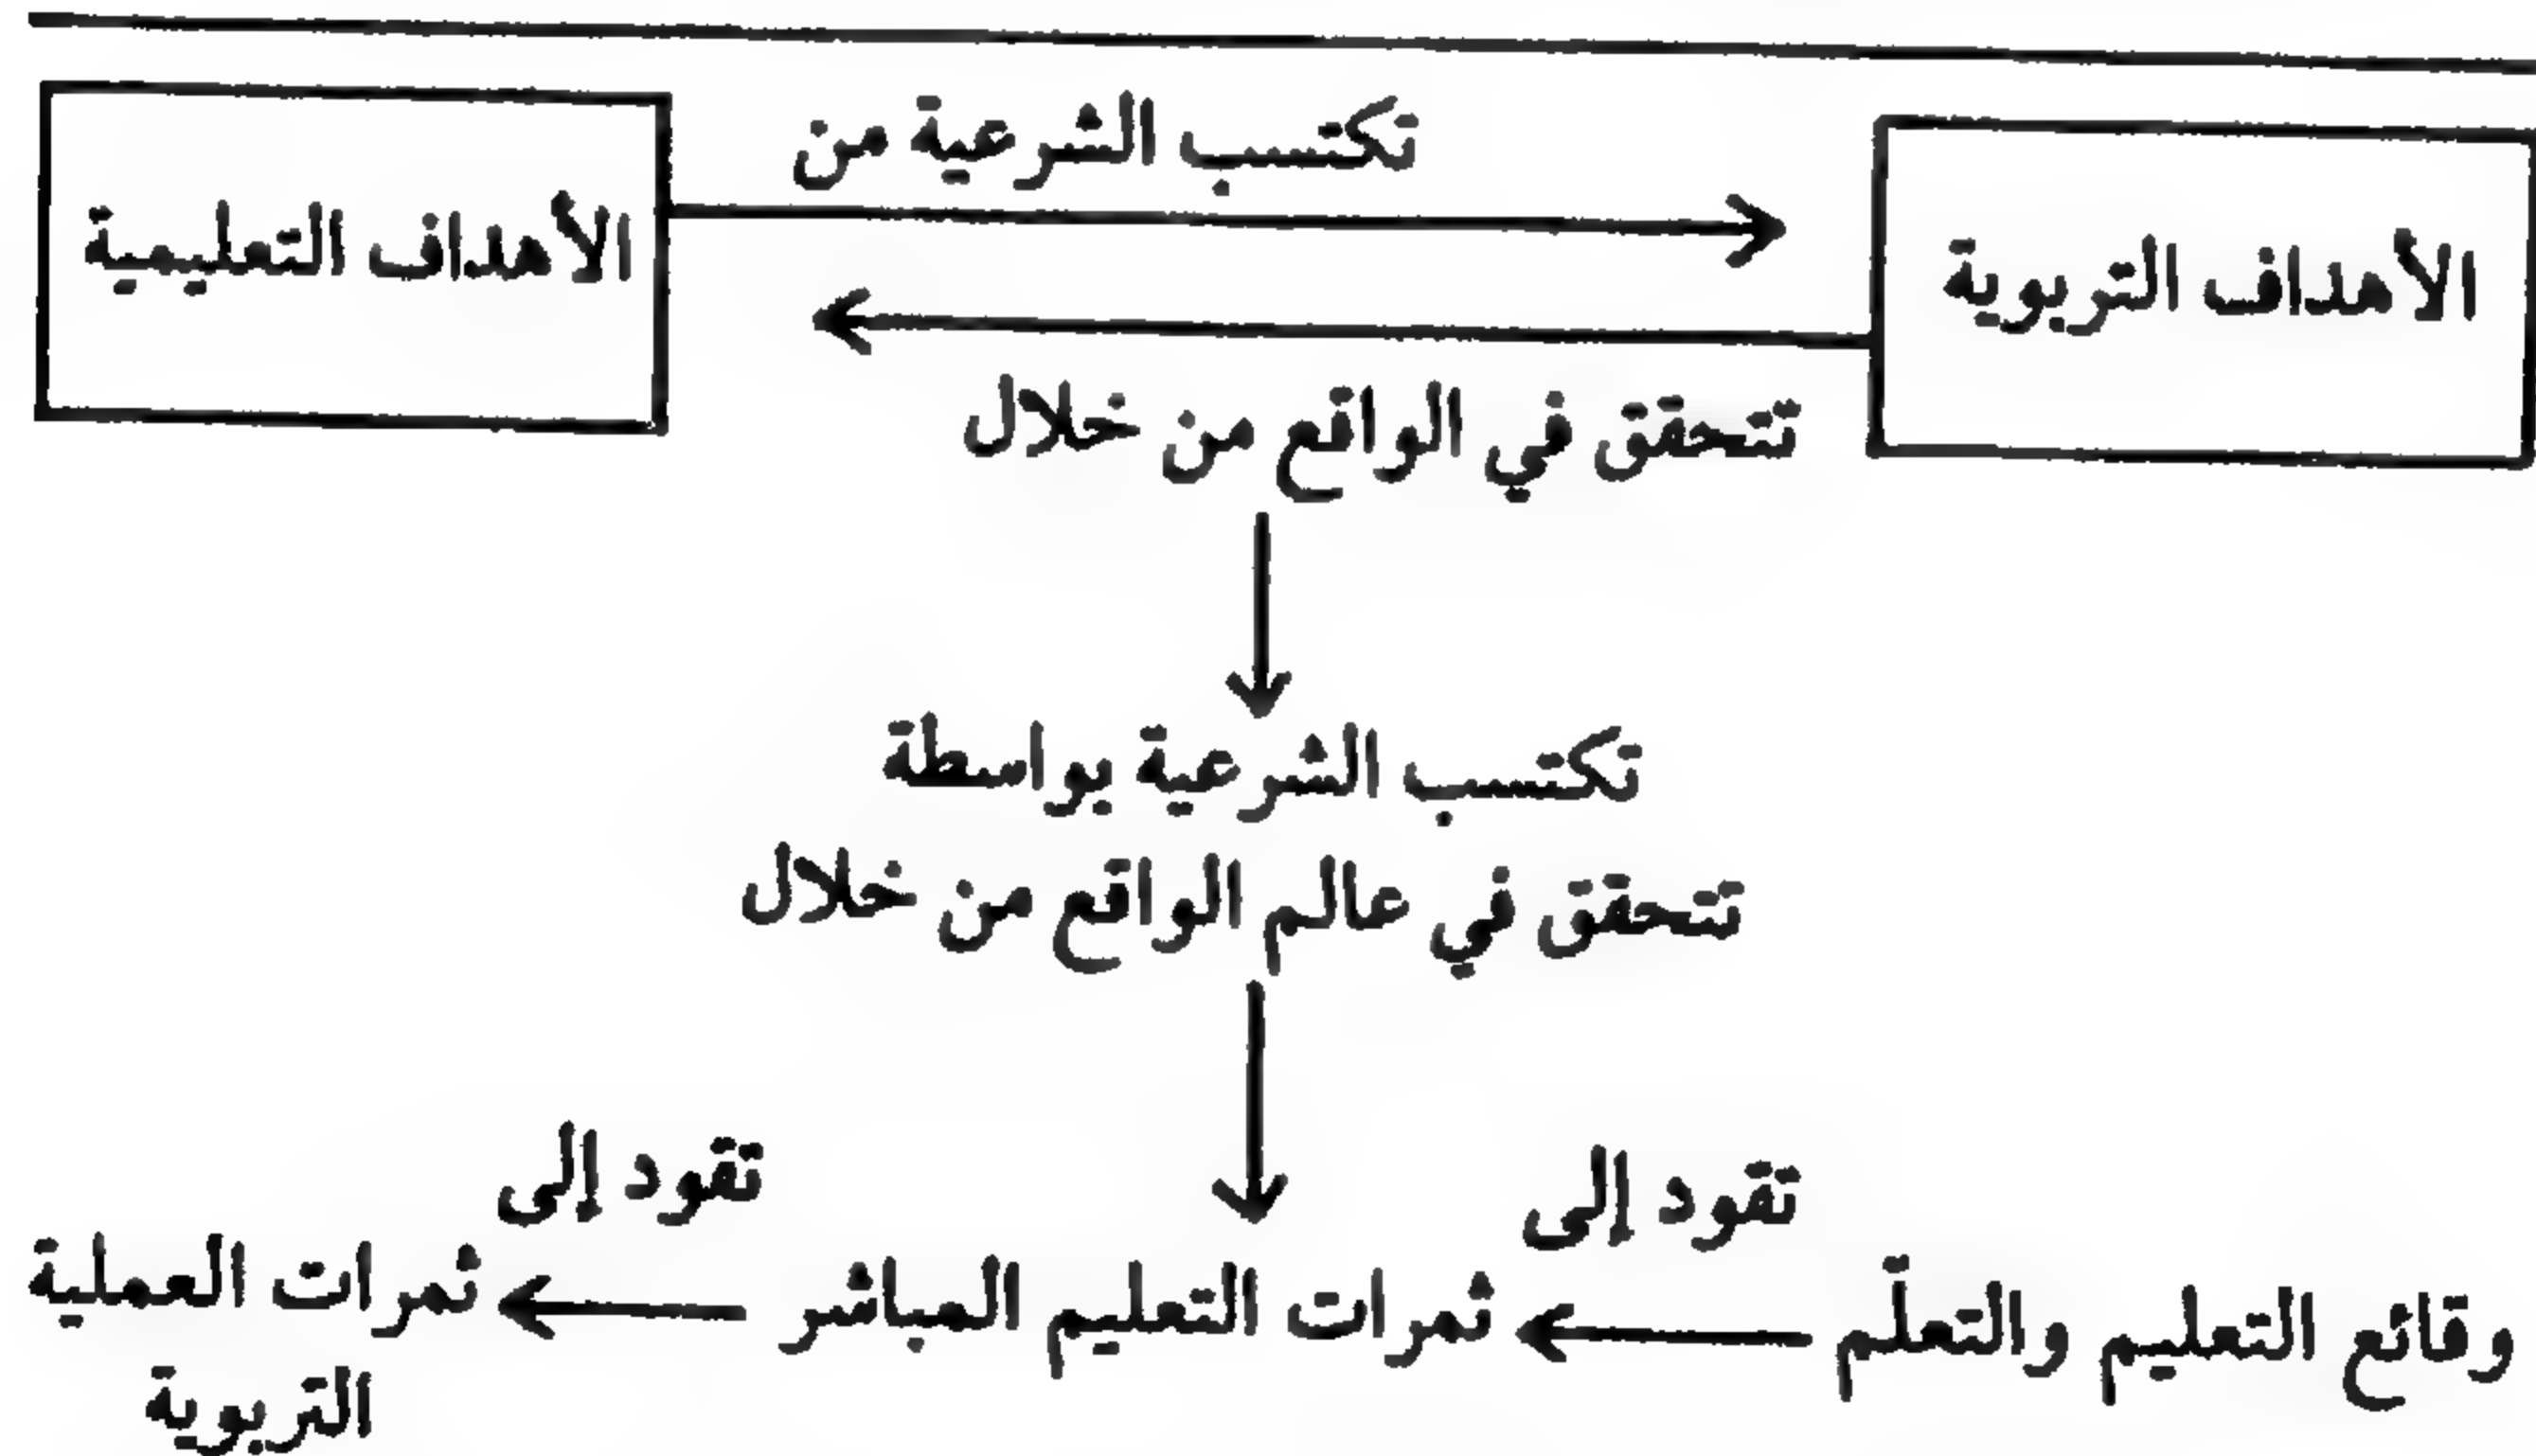 تكتسب الشرعية من
الأهداف التربوية
الأهداف التعليمية
تتحقق في الواقع من خلال
تكتسب الشرعية بواسطة
تتحقق في عالم الواقع من خلال
تقود إلى
تقود إلى
وقائع التعليم والتعلّم
ثمرات التعليم المباشر
ثمرات العملية
التربوية